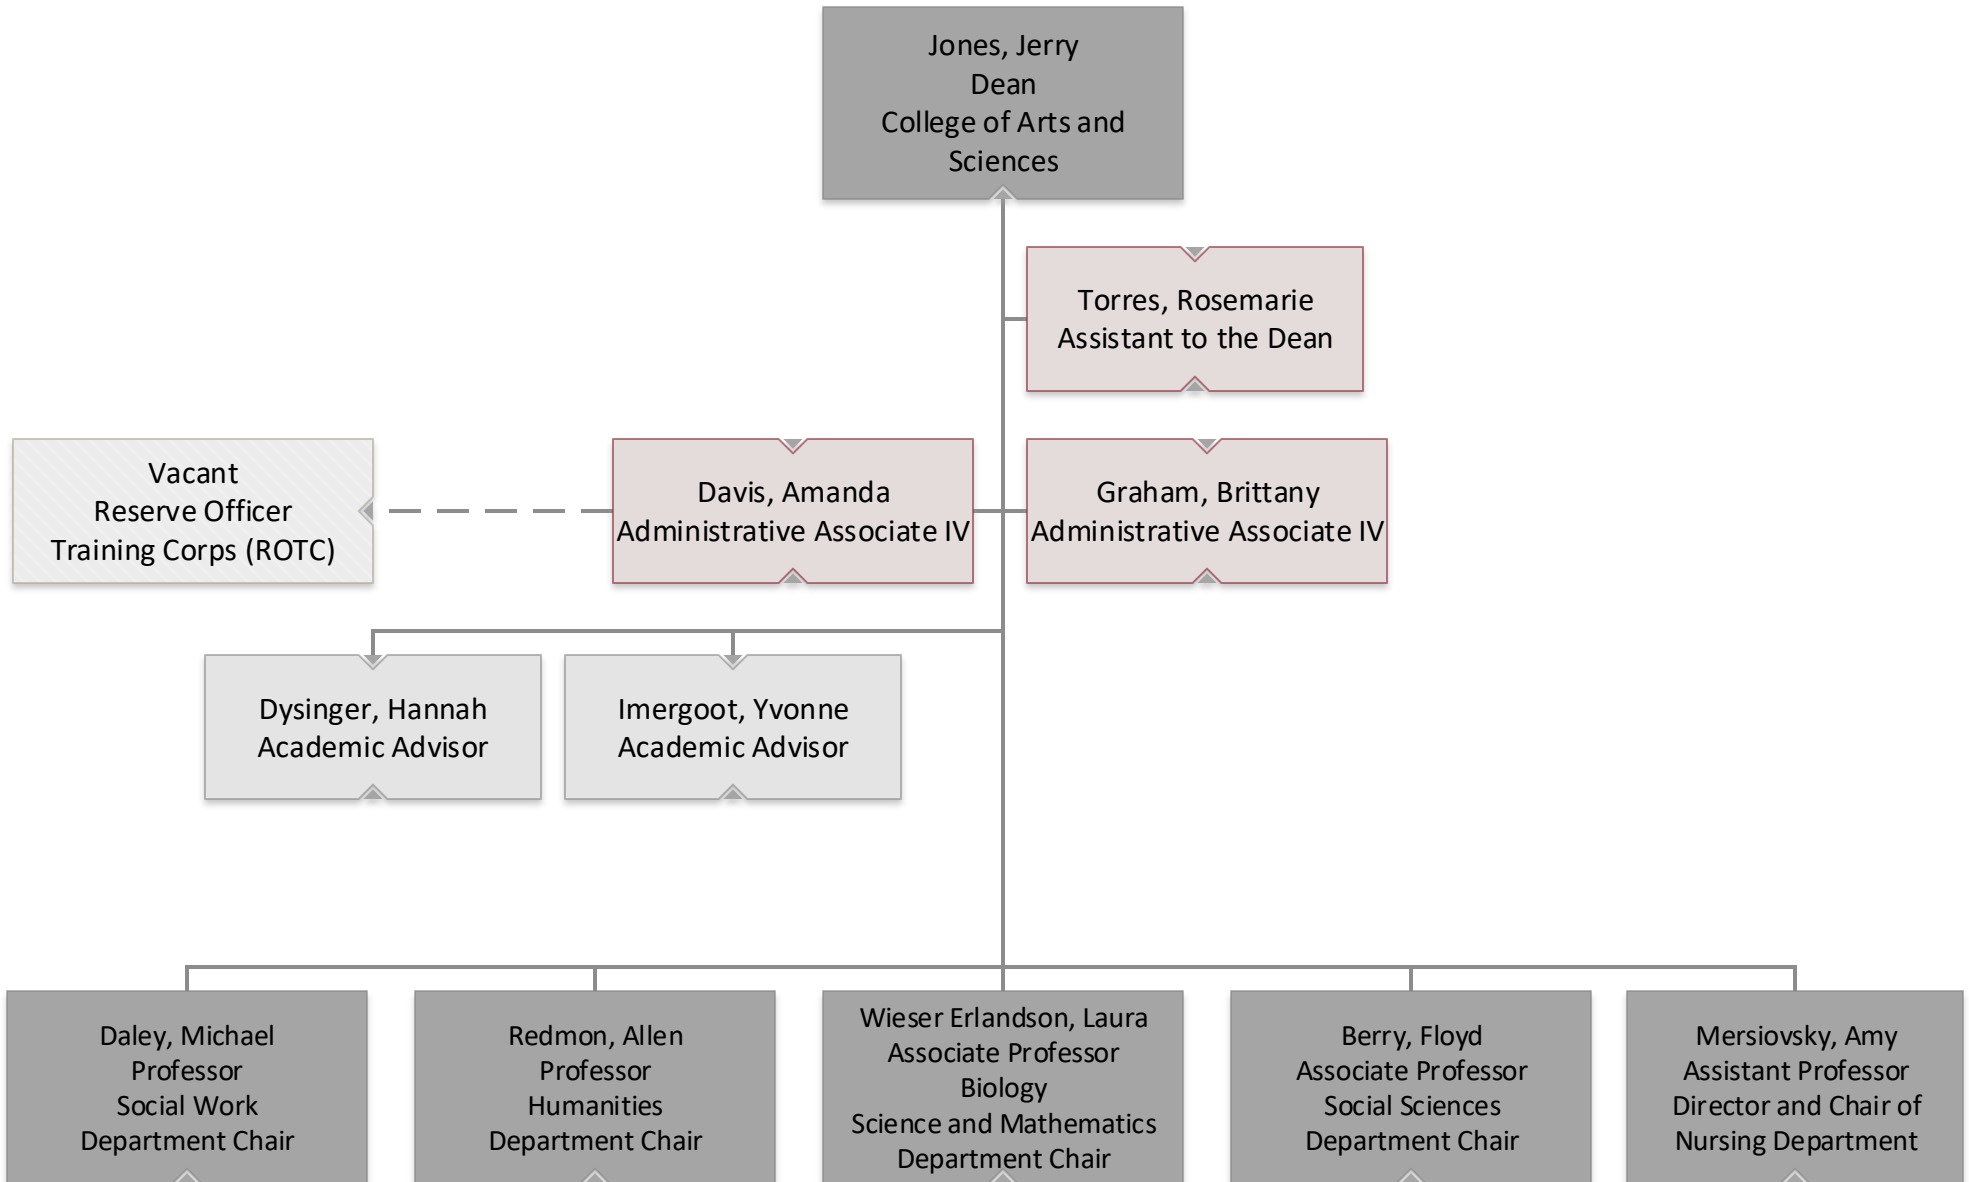 Jones, Jerry
Dean
College of Arts and
Sciences
Torres, Rosemarie
Assistant to the Dean
Vacant
Reserve Officer
Training Corps (ROTC)
Davis, Amanda
Administrative Associate IV
Graham, Brittany
Administrative Associate IV
Dysinger, Hannah
Academic Advisor
Imergoot, Yvonne
Academic Advisor
Daley, Michael
Professor
Social Work
Department Chair
Redmon, Allen
Professor
Humanities
Department Chair
Wieser Erlandson, Laura
Associate Professor
Biology
Science and Mathematics
Department Chair
Berry, Floyd
Associate Professor
Social Sciences
Department Chair
Mersiovsky, Amy
Assistant Professor
Director and Chair of
Nursing Department